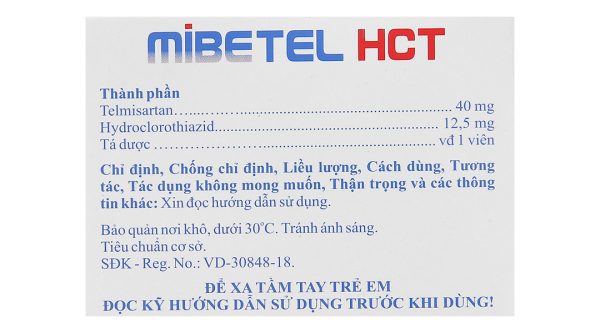 MIBETEL HCT
Thành phần
Telmisartan........................................................... 40 mg
Hydroclorothiazid................................................ 12,5 mg
Tá dược ................................................ vđ 1 viên
Chỉ định, Chống chỉ định, Liều lượng, Cách dùng, Tương
tác, Tác dụng không mong muốn, Thận trọng và các thông
tin khác: Xin đọc hướng dẫn sử dụng.
Bảo quản nơi khô, dưới 30°C. Tránh ánh sáng.
Tiêu chuẩn cơ sở.
SĐK - Reg. No.: VD-30848-18.
ĐỂ XA TẦM TAY TRẺ EM
ĐỌC KỸ HƯỚNG DẪN SỬ DỤNG TRƯỚC KHI DÙNG!